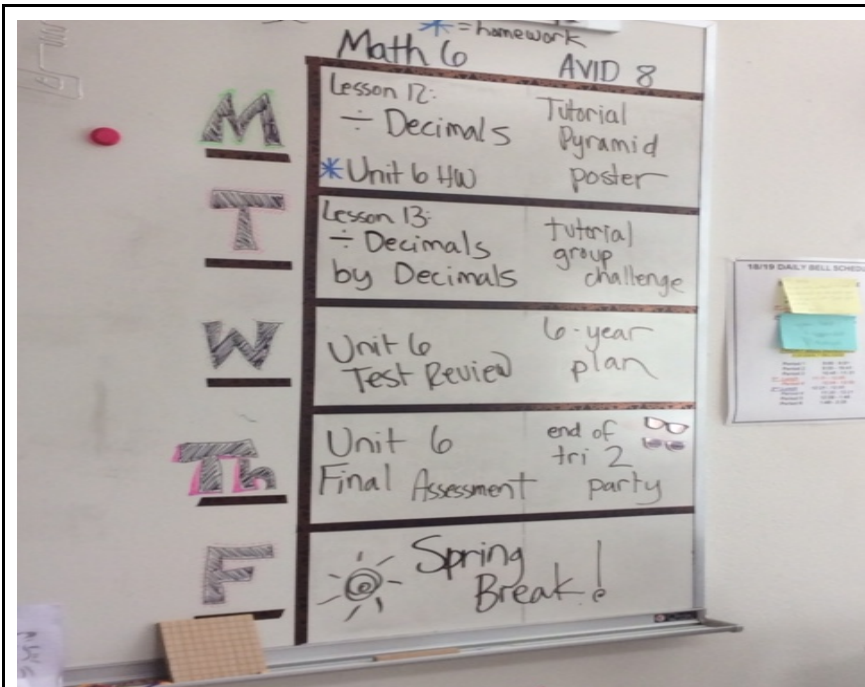 * = homework
Math 6 AVID 8
M
Lesson 12: Tutorial
÷ Decimals Pyramid
* Unit 6 HW poster
T
Lesson 13: tutorial
÷ Decimals group
by Decimals challenge
W
Unit 6 6-year
Test Review plan
Th
Unit 6 end of
tri 2
Final Assessment party
F
Spring
Break!
18/19 DAILY BELL SCHED